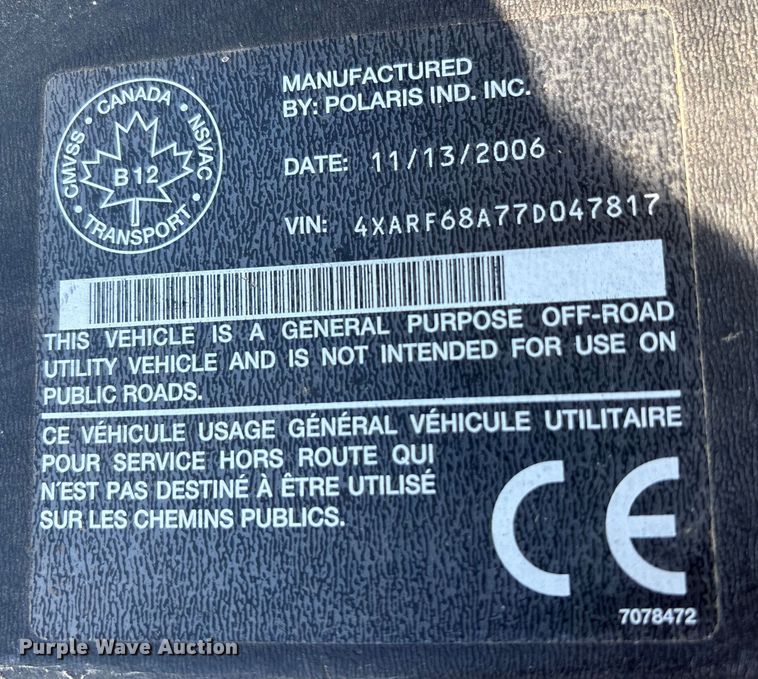 CMVSS • CANADA • NSVAC • TRANSPORT •
B 12
MANUFACTURED
BY: POLARIS IND. INC.
DATE: 11/13/2006
VIN: 4XARF68A77D047817
THIS VEHICLE IS A GENERAL PURPOSE OFF-ROAD
UTILITY VEHICLE AND IS NOT INTENDED FOR USE ON
PUBLIC ROADS.
CE VÉHICULE USAGE GÉNÉRAL VÉHICULE UTILITAIRE
POUR SERVICE HORS ROUTE QUI
N'EST PAS DESTINÉ À ÊTRE UTILISÉ
SUR LES CHEMINS PUBLICS.
CE
7078472
Purple Wave Auction